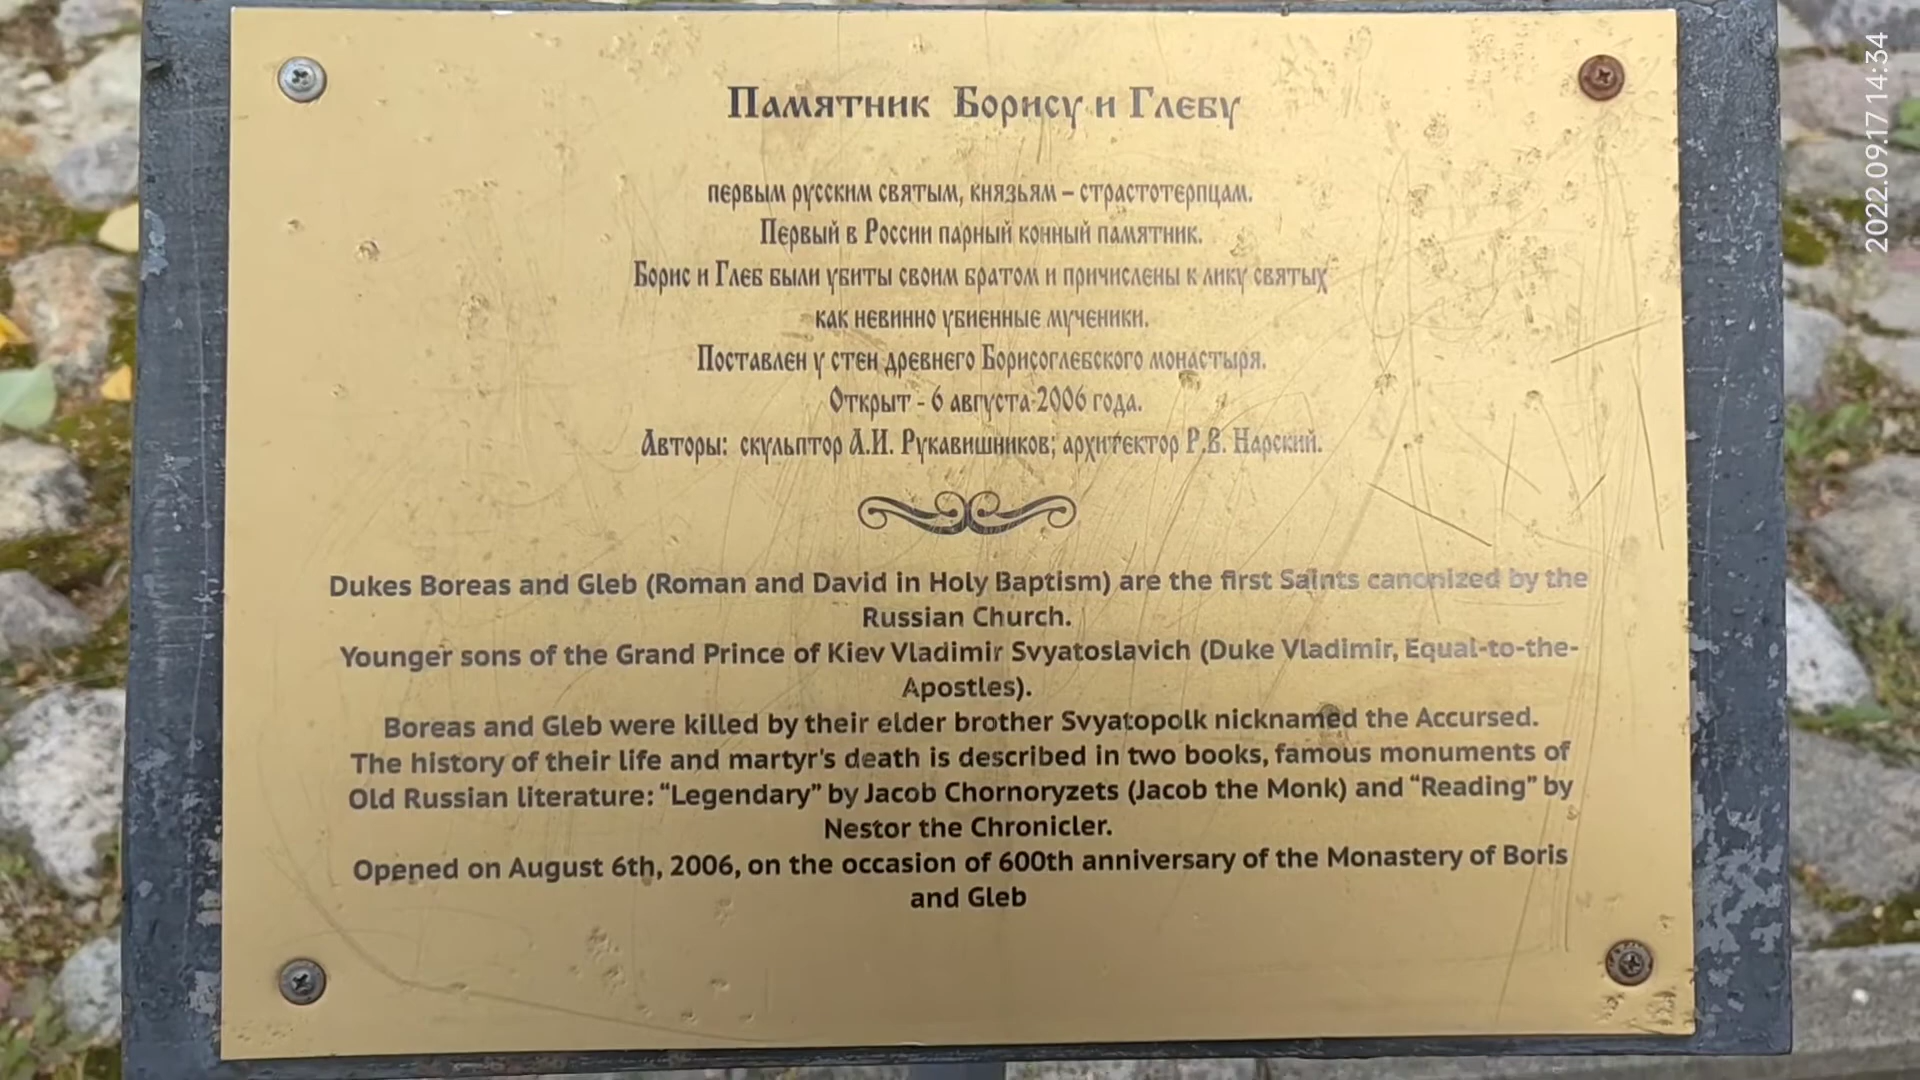 Памятник Борису и Глебу
первым русским святым, князьям – страстотерпцам.
Первый в России парный конный памятник.
Борис и Глеб были убиты своим братом и причислены к лику святых
как невинно убиенные мученики.
Поставлен у стен древнего Борисоглебского монастыря.
Открыт - 6 августа 2006 года.
Авторы: скульптор А.И. Рукавишников; архитектор Р.В. Нарский.
Dukes Boreas and Gleb (Roman and David in Holy Baptism) are the first Saints canonized by the
Russian Church.
Younger sons of the Grand Prince of Kiev Vladimir Svyatoslavich (Duke Vladimir, Equal-to-the-
Apostles).
Boreas and Gleb were killed by their elder brother Svyatopolk nicknamed the Accursed.
The history of their life and martyr's death is described in two books, famous monuments of
Old Russian literature: “Legendary” by Jacob Chornoryzets (Jacob the Monk) and “Reading” by
Nestor the Chronicler.
Opened on August 6th, 2006, on the occasion of 600th anniversary of the Monastery of Boris
and Gleb
2022.09.17 14:34